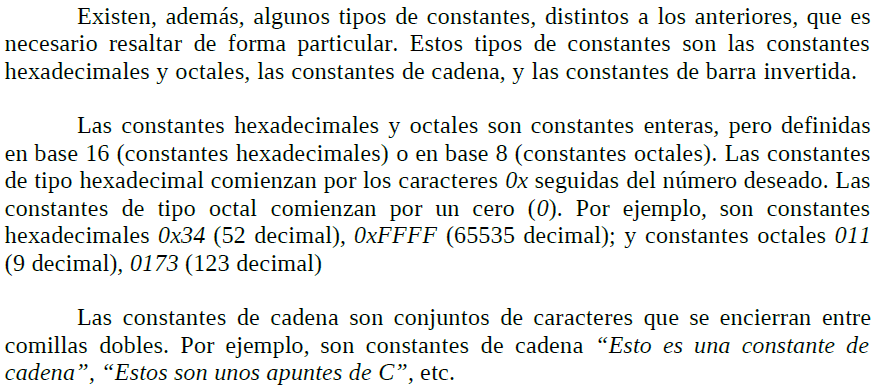 Existen, además, algunos tipos de constantes, distintos a los anteriores, que es
necesario resaltar de forma particular. Estos tipos de constantes son las constantes
hexadecimales y octales, las constantes de cadena, y las constantes de barra invertida.
Las constantes hexadecimales y octales son constantes enteras, pero definidas
en base 16 (constantes hexadecimales) o en base 8 (constantes octales). Las constantes
de tipo hexadecimal comienzan por los caracteres 0x seguidas del número deseado. Las
constantes de tipo octal comienzan por un cero (0). Por ejemplo, son constantes
hexadecimales 0x34 (52 decimal), 0xFFFF (65535 decimal); y constantes octales 011
(9 decimal), 0173 (123 decimal)
Las constantes de cadena son conjuntos de caracteres que se encierran entre
comillas dobles. Por ejemplo, son constantes de cadena “Esto es una constante de
cadena”, “Estos son unos apuntes de C”, etc.